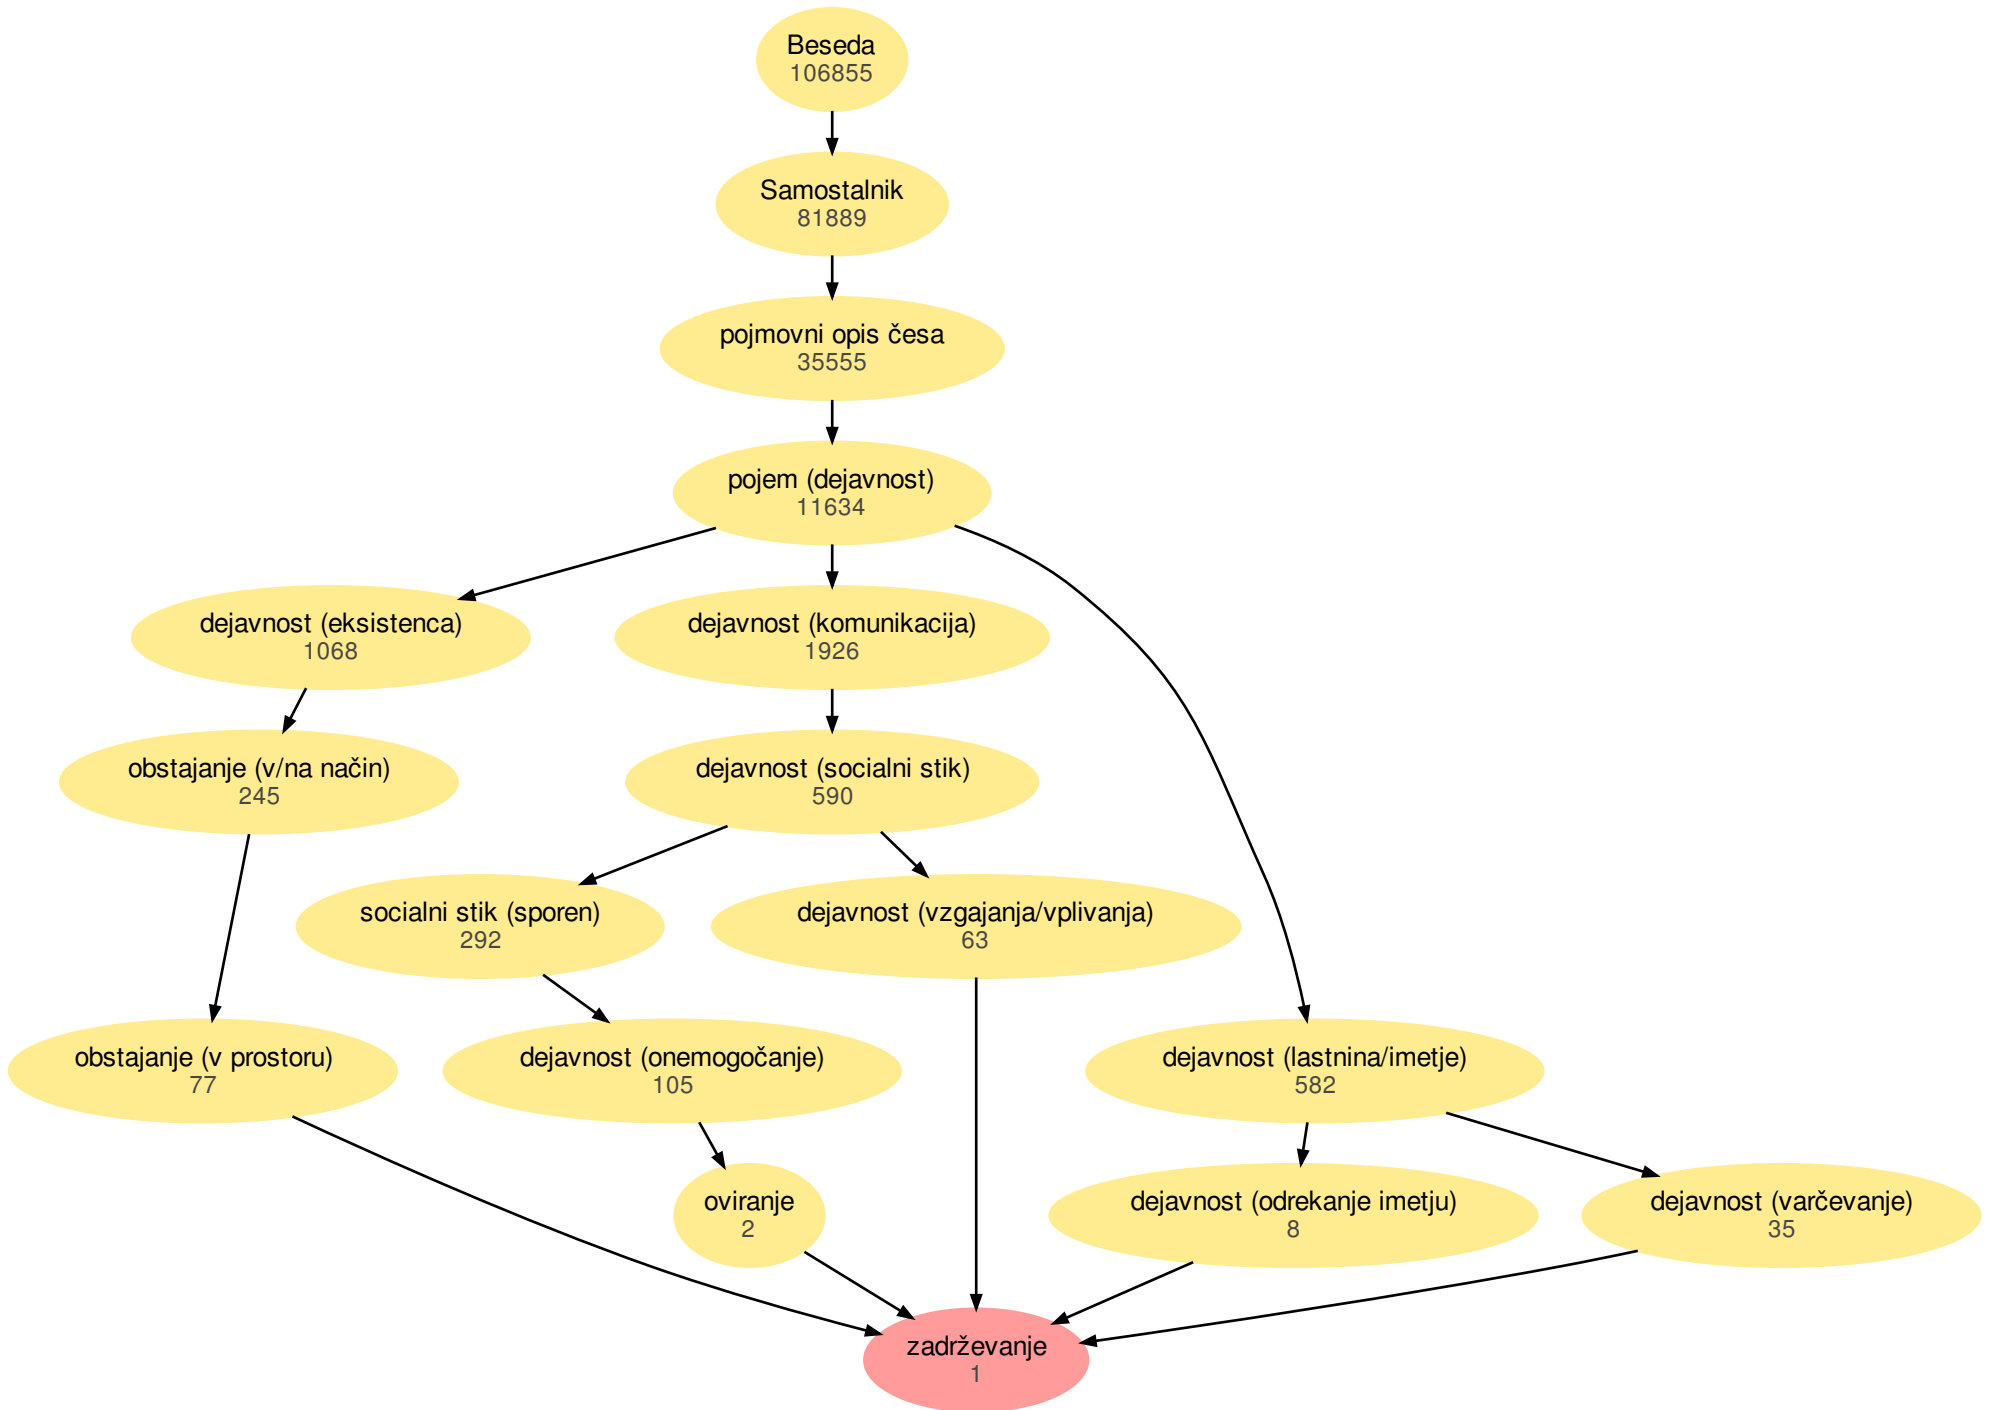 Beseda
106855
Samostalnik
81889
pojmovni opis česa
35555
pojem (dejavnost)
11634
dejavnost (eksistenca)
1068
dejavnost (komunikacija)
1926
obstajanje (v/na način)
245
dejavnost (socialni stik)
590
socialni stik (sporen)
292
dejavnost (vzgajanja/vplivanja)
63
obstajanje (v prostoru)
77
dejavnost (onemogočanje)
105
dejavnost (lastnina/imetje)
582
oviranje
2
dejavnost (odrekanje imetju)
8
dejavnost (varčevanje)
35
zadrževanje
1